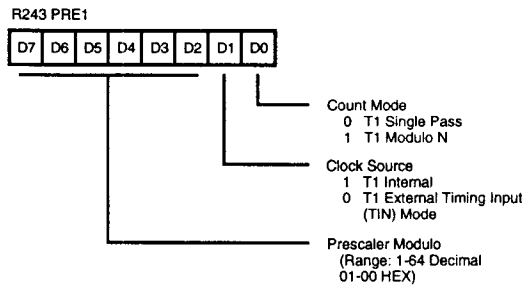 R243 PRE1
D7 D6 D5 D4 D3 D2 D1 D0
Count Mode
0 T1 Single Pass
1 T1 Modulo N
Clock Source
1 T1 Internal
0 T1 External Timing Input
(TIN) Mode
Prescaler Modulo
(Range: 1-64 Decimal
01-00 HEX)